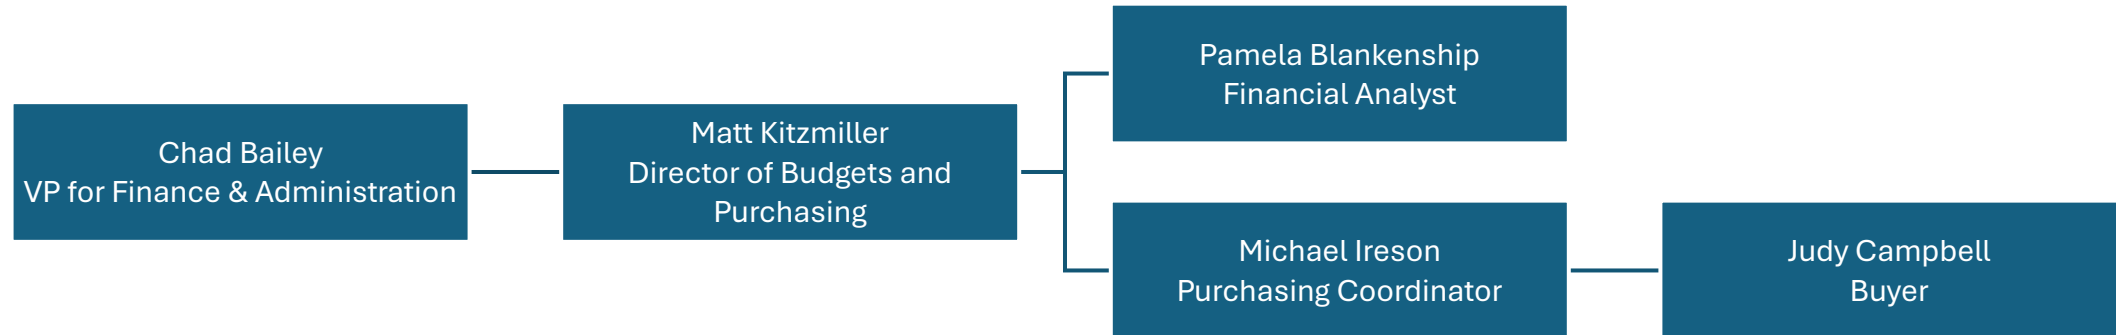 Chad Bailey
VP for Finance & Administration
Matt Kitzmiller
Director of Budgets and
Purchasing
Pamela Blankenship
Financial Analyst
Michael Ireson
Purchasing Coordinator
Judy Campbell
Buyer